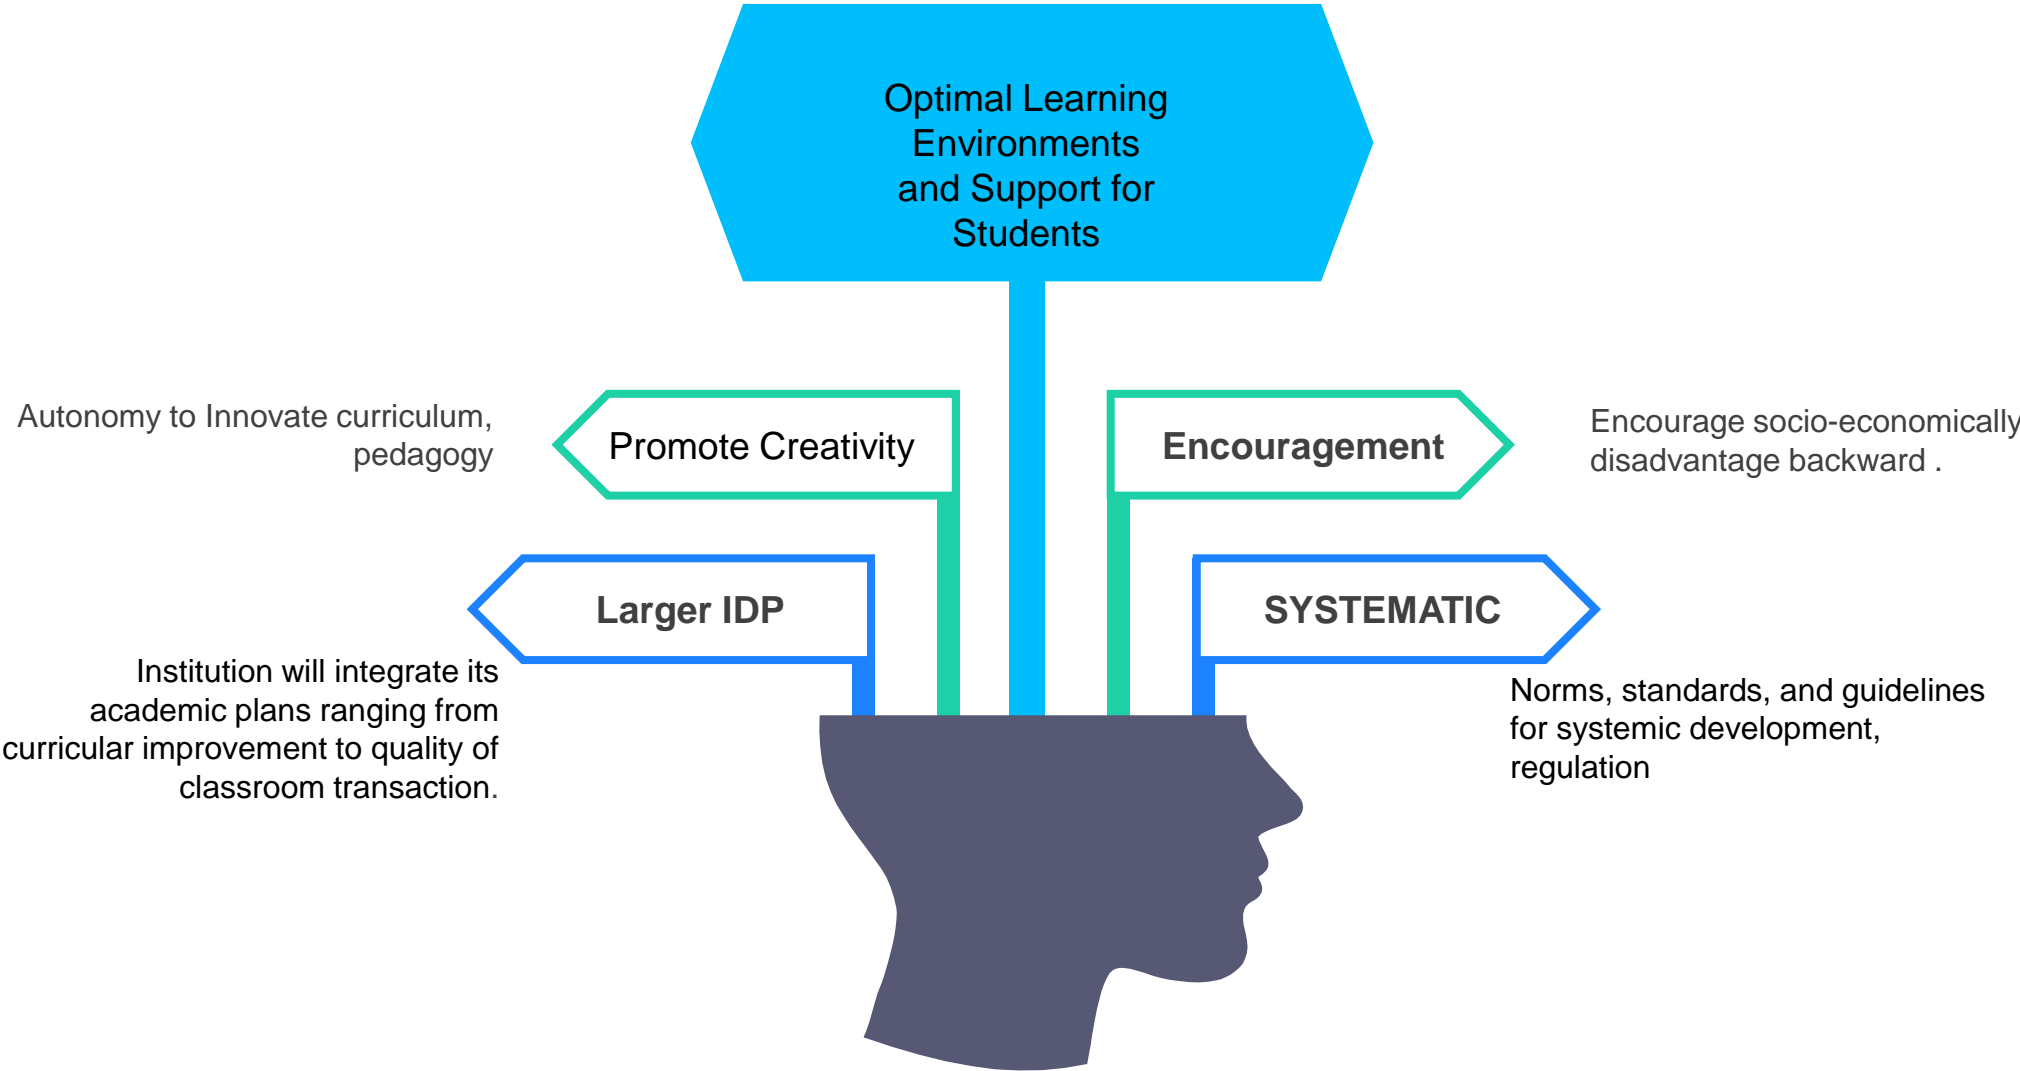 Optimal Learning
Environments
and Support for
Students
Autonomy to Innovate curriculum,
pedagogy
Promote Creativity
Encouragement
Encourage socio-economically
disadvantage backward .
Larger IDP
SYSTEMATIC
Institution will integrate its
academic plans ranging from
curricular improvement to quality of
classroom transaction.
Norms, standards, and guidelines
for systemic development,
regulation